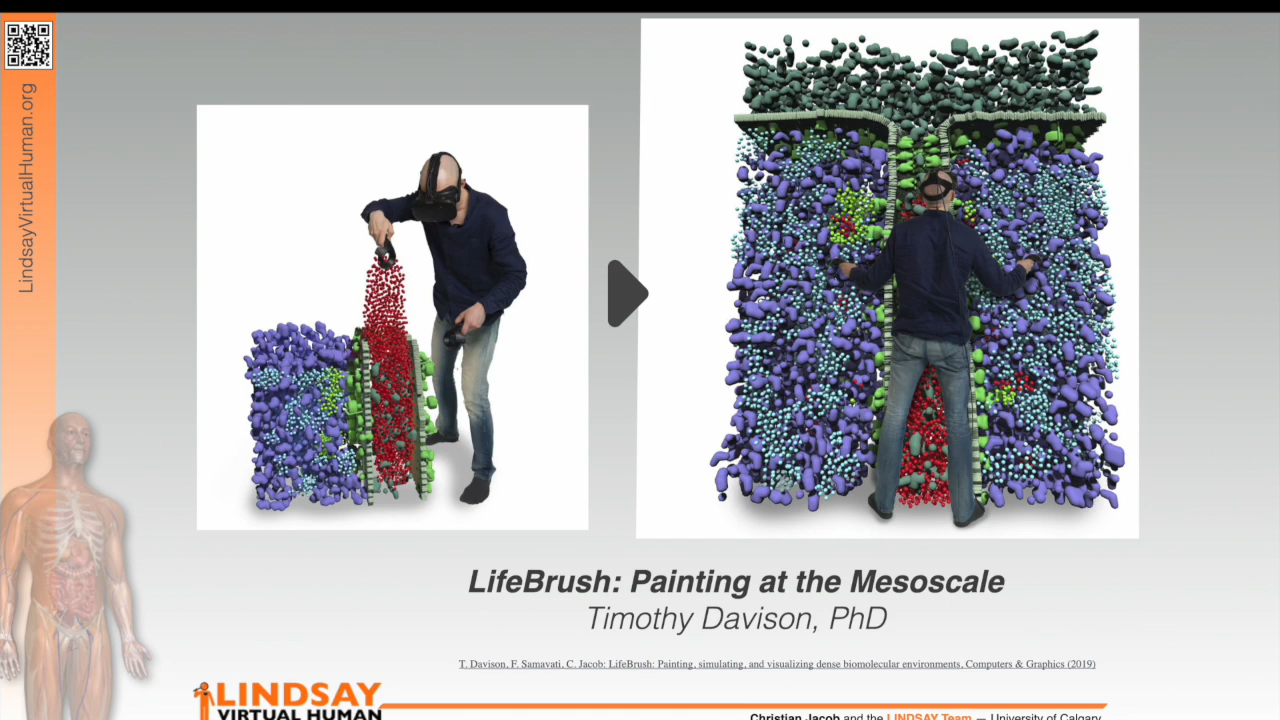 LindsayVirtualHuman.org
LifeBrush: Painting at the Mesoscale
Timothy Davison, PhD
T. Davison, F. Samavati, C. Jacob: LifeBrush: Painting, simulating, and visualizing dense biomolecular environments, Computers & Graphics (2019)
LINDSAY
VIRTUAL HUMAN
Christian Jacob and the LINDSAY Team — University of Calgary